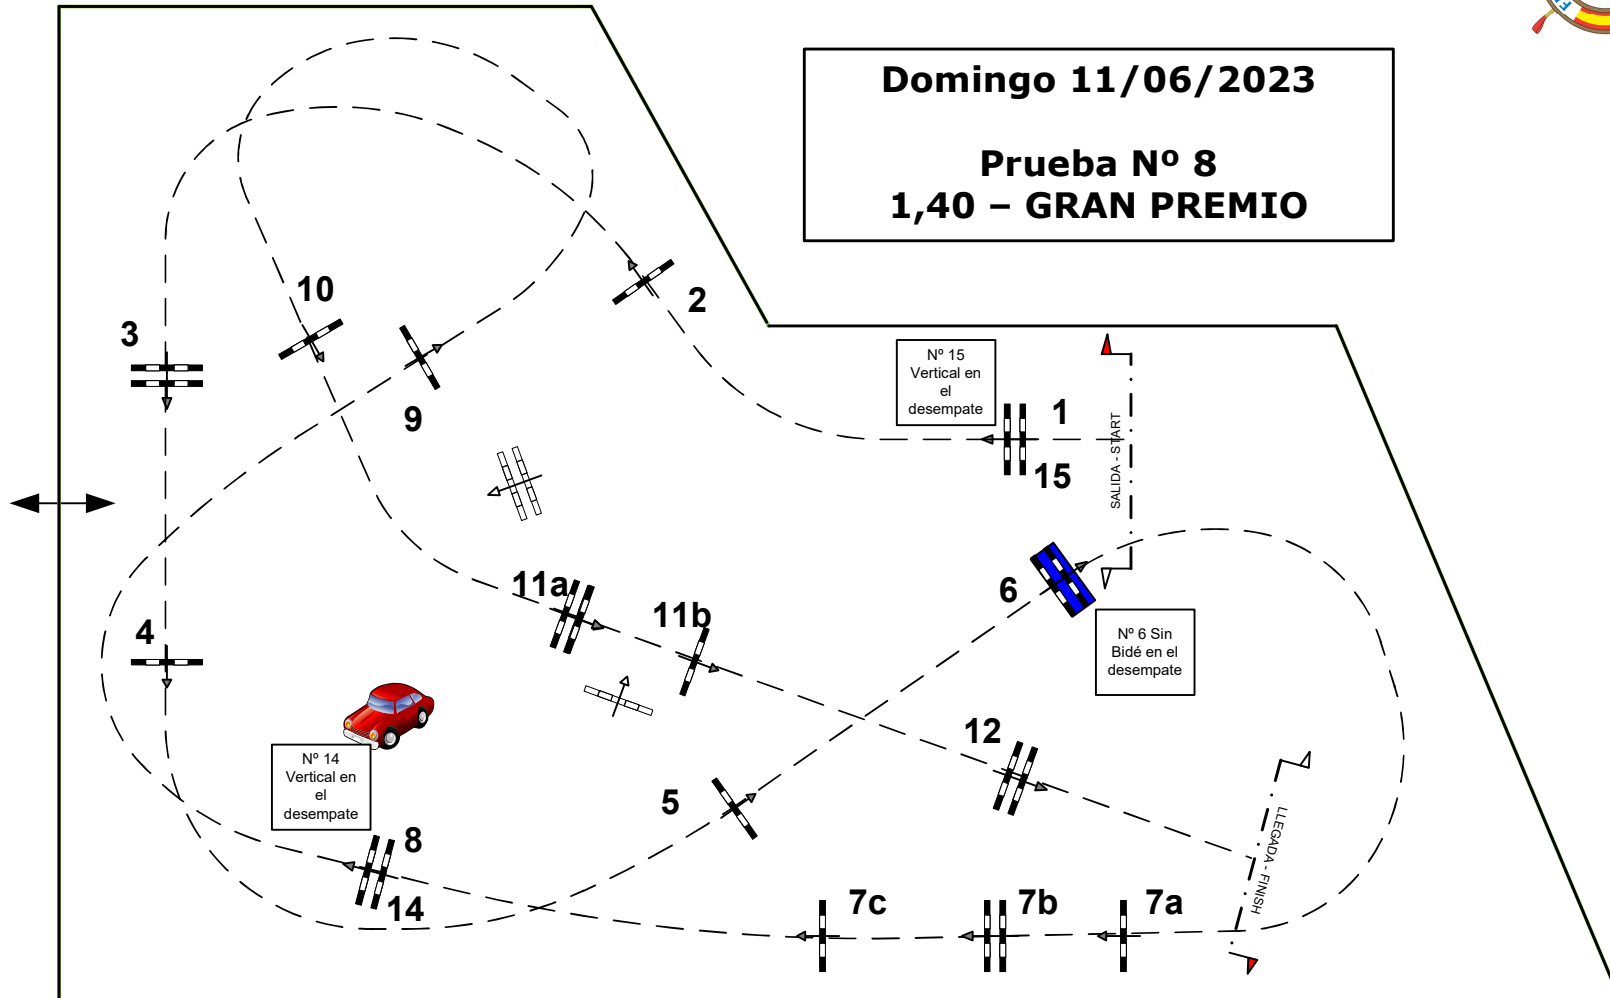 Domingo 11/06/2023
Prueba Nº 8
1,40 – GRAN PREMIO
10
2
3
9
Nº 15
Vertical en
el
desempate
1
15
SALIDA - START
11a
11b
6
Nº 6 Sin
Bidé en el
desempate
4
12
Nº 14
Vertical en
el
desempate
5
8
14
LLEGADA - FINISH
7c
7b
7a